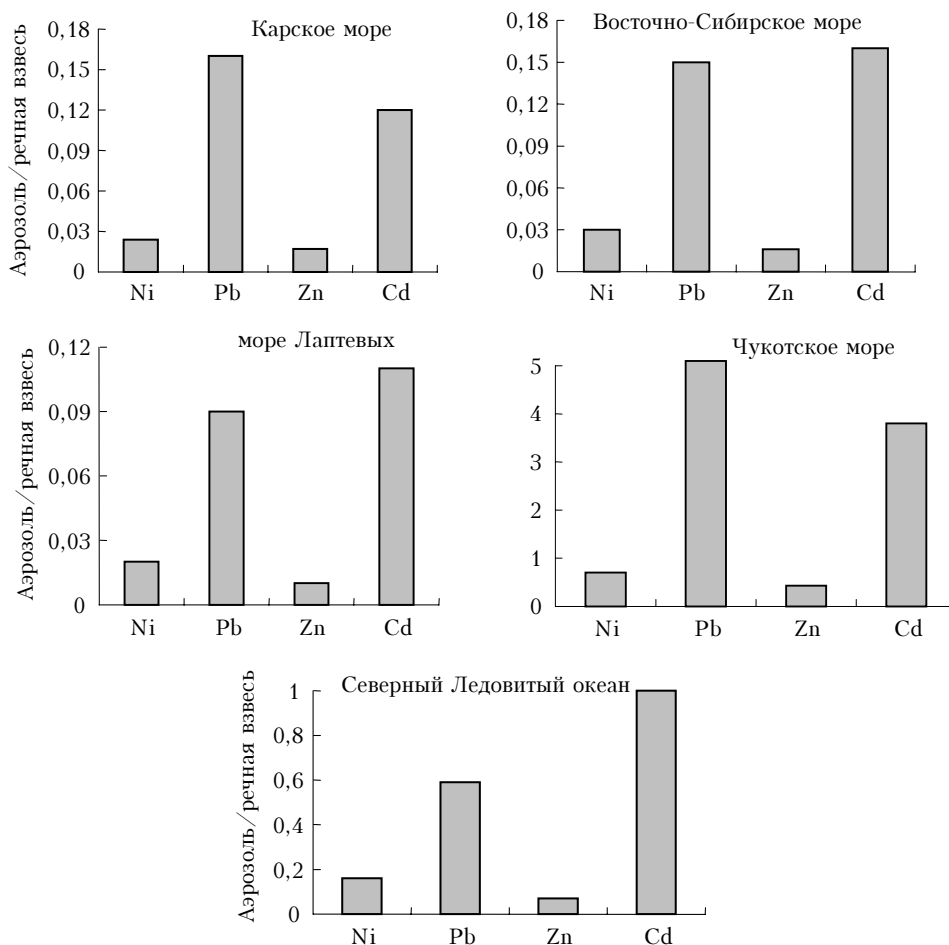 Карское море
Аэрозоль/речная взвесь
0,18
0,15
0,12
0,09
0,06
0,03
0
Ni Pb Zn Cd
Восточно-Сибирское море
0,18
0,15
0,12
0,09
0,06
0,03
0
Ni Pb Zn Cd
море Лаптевых
Аэрозоль/речная взвесь
0,12
0,09
0,06
0,03
0
Ni Pb Zn Cd
Чукотское море
5
4
3
2
1
0
Ni Pb Zn Cd
Северный Ледовитый океан
Аэрозоль/речная взвесь
1
0,8
0,6
0,4
0,2
0
Ni Pb Zn Cd